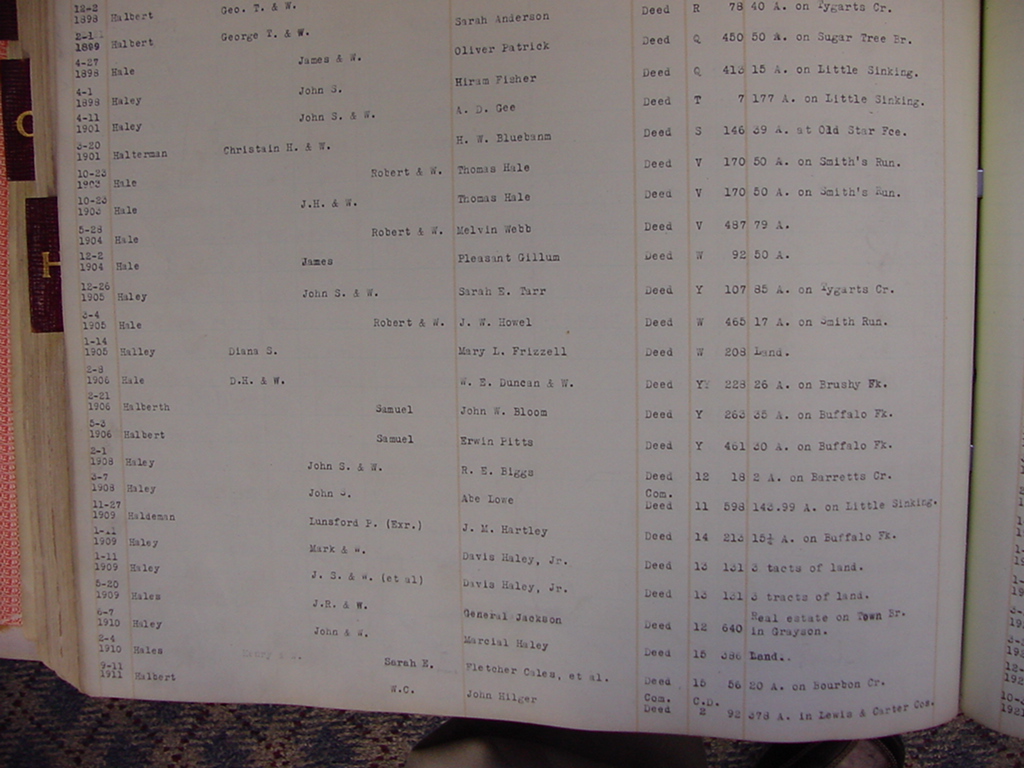 12-2 1898 Halbert Geo. T. & W. Sarah Anderson Deed R 78 40 A. on Tygarts Cr.
2-1 1899 Halbert George T. & W. Oliver Patrick Deed Q 450 50 A. on Sugar Tree Br.
4-27 1898 Hale James & W. Hiram Fisher Deed Q 413 15 A. on Little Sinking.
4-1 1898 Haley John S. A. D. Gee Deed T 7 177 A. on Little Sinking.
4-11 1901 Haley John S. & W. H. W. Bluebanm Deed S 146 39 A. at Old Star Fce.
3-20 1901 Halterman Christain H. & W. Thomas Hale Deed V 170 50 A. on Smith's Run.
10-23 1903 Hale Robert & W. Thomas Hale Deed V 170 50 A. on Smith's Run.
10-23 1903 Hale J.H. & W. Melvin Webb Deed V 487 79 A.
5-28 1904 Hale Robert & W. Pleasant Gillum Deed W 92 50 A.
12-2 1904 Hale James Sarah E. Tarr Deed Y 107 85 A. on Tygarts Cr.
12-26 1905 Haley John S. & W. J. W. Howel Deed W 465 17 A. on Smith Run.
3-4 1905 Hale Robert & W. Mary L. Frizzell Deed W 208 Land.
1-14 1905 Halley Diana S. W. E. Duncan & W. Deed Y 228 26 A. on Brushy Fk.
2-8 1906 Hale D.H. & W. John W. Bloom Deed Y 263 35 A. on Buffalo Fk.
2-21 1906 Halberth Samuel Erwin Pitts Deed Y 461 30 A. on Buffalo Fk.
5-3 1906 Halbert Samuel R. E. Biggs Deed 12 18 2 A. on Barretts Cr.
2-1 1908 Haley John S. & W. Abe Lowe Com. Deed 11 598 143.99 A. on Little Sinking.
3-7 1908 Haley John S. J. M. Hartley Deed 14 213 15¼ A. on Buffalo Fk.
11-27 1909 Haldeman Lunsford P. (Exr.) Davis Haley, Jr. Deed 13 131 3 tacts of land.
1-11 1909 Haley Mark & W. Davis Haley, Jr. Deed 13 131 3 tracts of land.
1-11 1909 Haley J. S. & W. (et al) General Jackson Deed 12 640 Real estate on Town Br. in Grayson.
5-20 1909 Hales J.R. & W. Marcial Haley Deed 15 386 Land.
6-7 1910 Haley John & W. Fletcher Cales, et al. Deed 15 56 20 A. on Bourbon Cr.
2-4 1910 Hales Sarah E. John Hilger Com. Deed C.D. 2 92 378 A. in Lewis & Carter Cos.
9-11 1911 Halbert W.C.
H